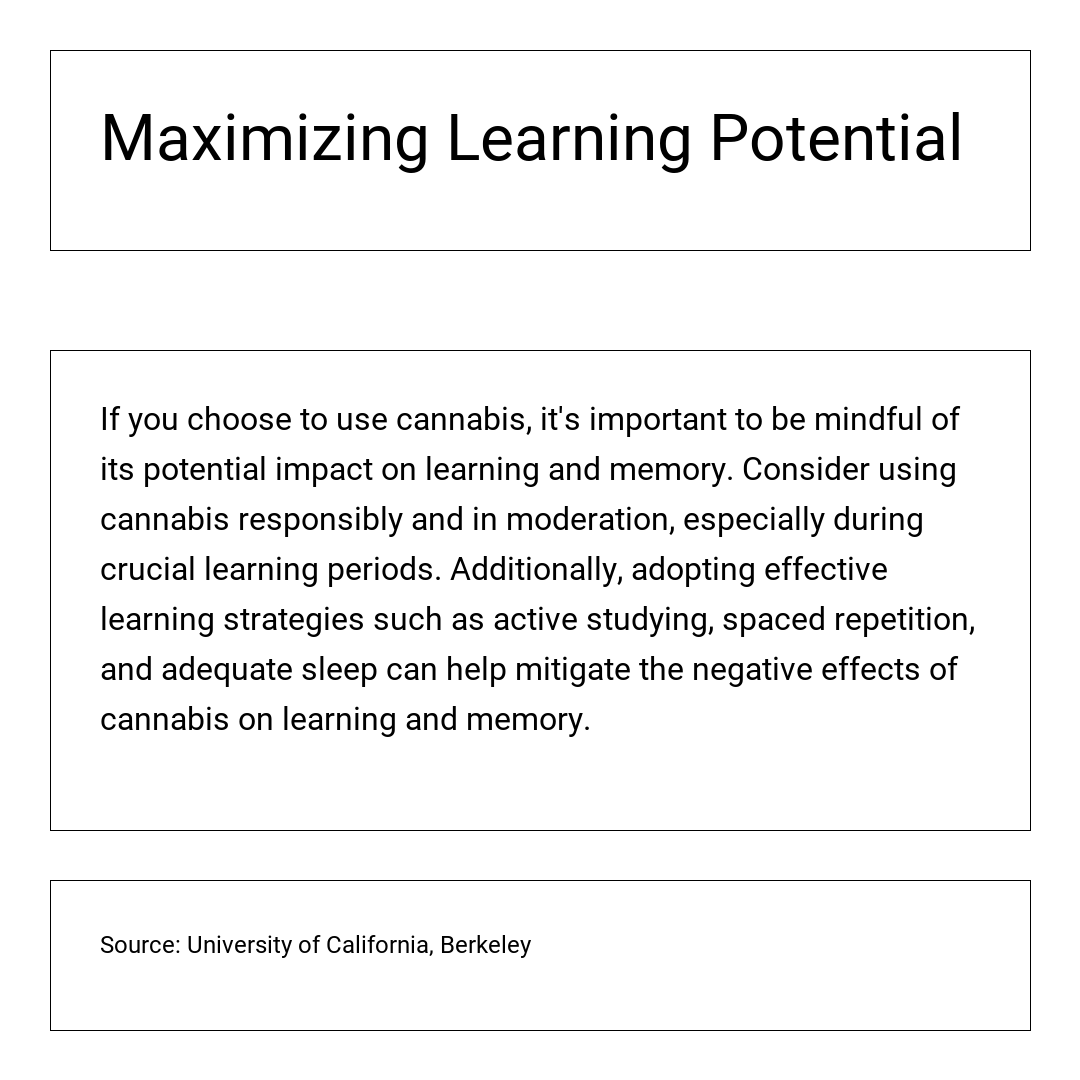 Maximizing Learning Potential
If you choose to use cannabis, it's important to be mindful of
its potential impact on learning and memory. Consider using
cannabis responsibly and in moderation, especially during
crucial learning periods. Additionally, adopting effective
learning strategies such as active studying, spaced repetition,
and adequate sleep can help mitigate the negative effects of
cannabis on learning and memory.
Source: University of California, Berkeley